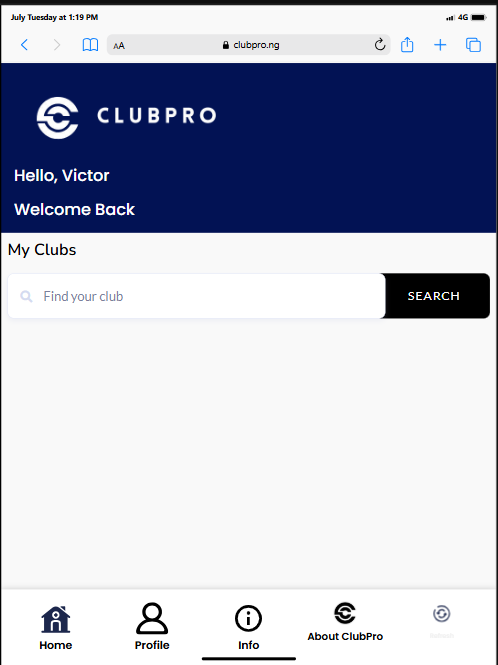 July Tuesday at 1:19 PM
4G
AA
clubpro.ng
CLUBPRO
Hello, Victor
Welcome Back
My Clubs
Find your club
SEARCH
Home
Profile
Info
About ClubPro